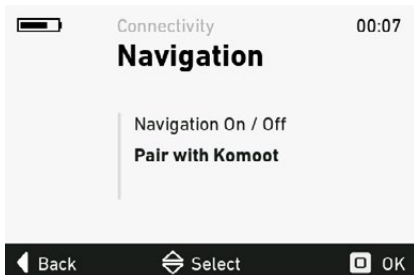 Connectivity
00:07
Navigation
Navigation On / Off
Pair with Komoot
Back
Select
OK